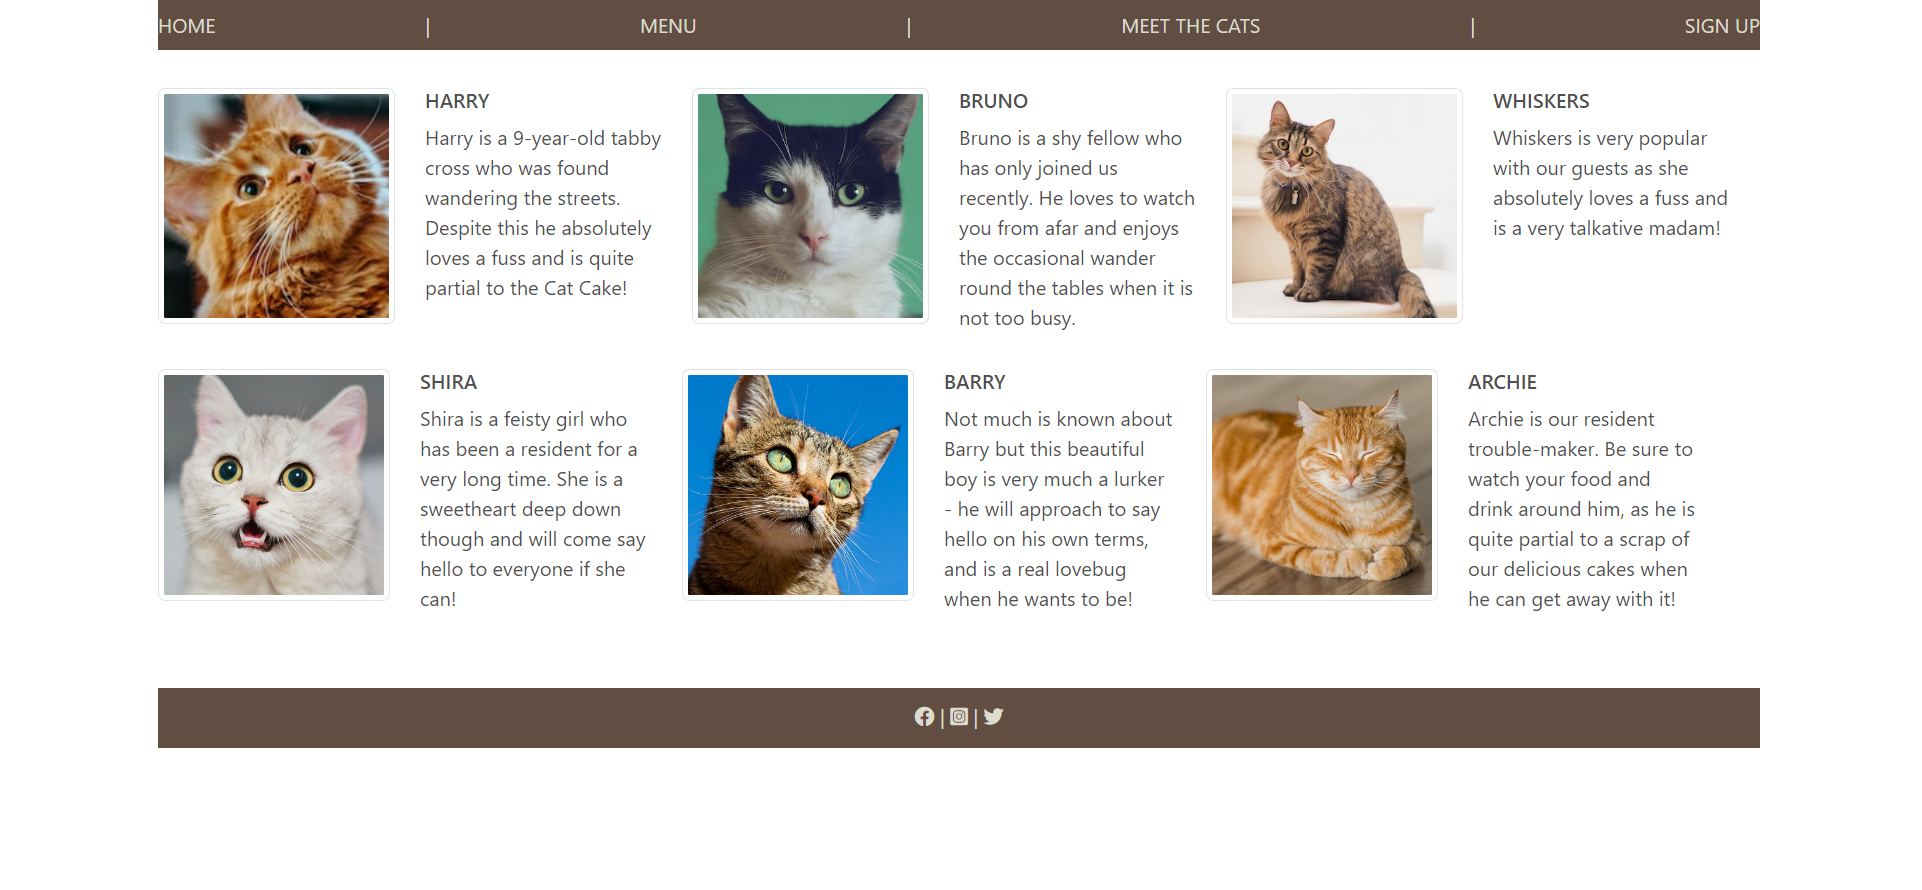 HOME | MENU | MEET THE CATS | SIGN UP
HARRY
Harry is a 9-year-old tabby
cross who was found
wandering the streets.
Despite this he absolutely
loves a fuss and is quite
partial to the Cat Cake!
BRUNO
Bruno is a shy fellow who
has only joined us
recently. He loves to watch
you from afar and enjoys
the occasional wander
round the tables when it is
not too busy.
WHISKERS
Whiskers is very popular
with our guests as she
absolutely loves a fuss and
is a very talkative madam!
SHIRA
Shira is a feisty girl who
has been a resident for a
very long time. She is a
sweetheart deep down
though and will come say
hello to everyone if she
can!
BARRY
Not much is known about
Barry but this beautiful
boy is very much a lurker
- he will approach to say
hello on his own terms,
and is a real lovebug
when he wants to be!
ARCHIE
Archie is our resident
trouble-maker. Be sure to
watch your food and
drink around him, as he is
quite partial to a scrap of
our delicious cakes when
he can get away with it!
| |